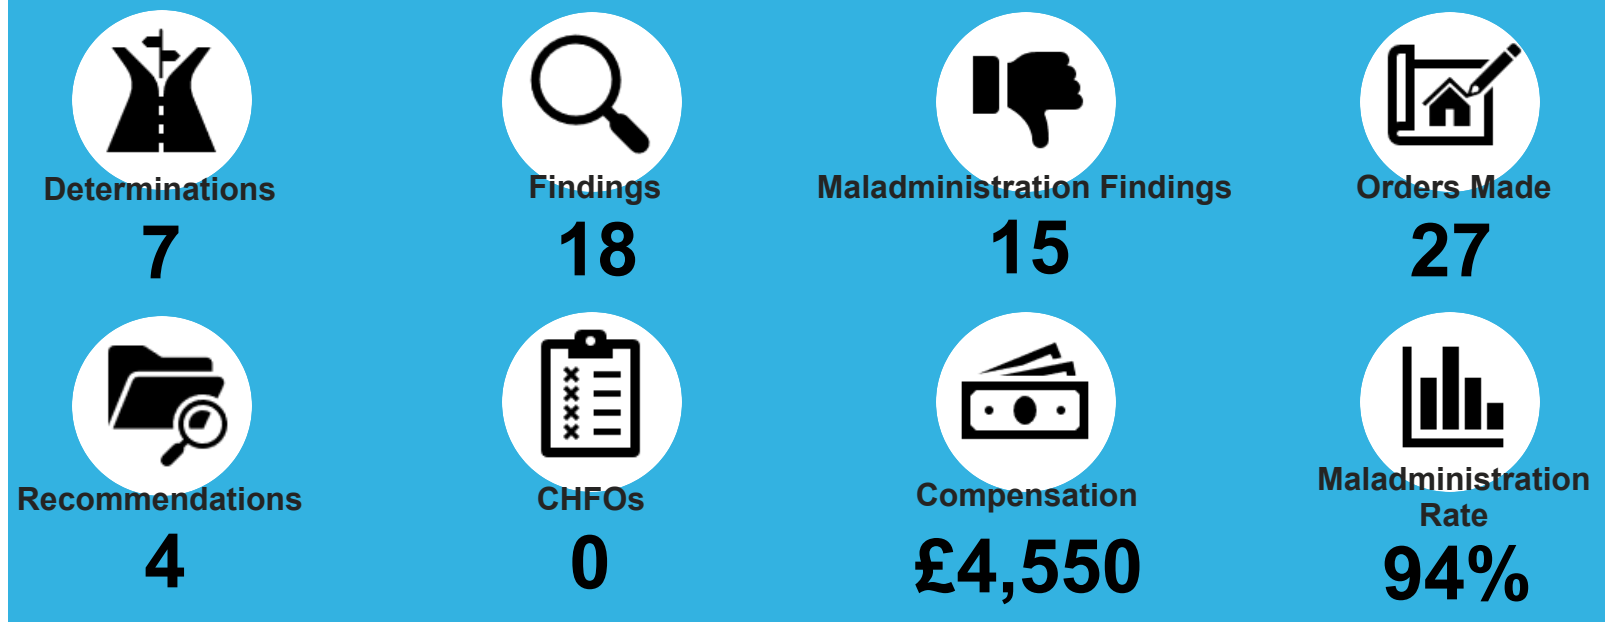 Determinations
7
Findings
18
Maladministration Findings
15
Orders Made
27
Recommendations
4
CHFOs
0
Compensation
£4,550
Maladministration
Rate
94%